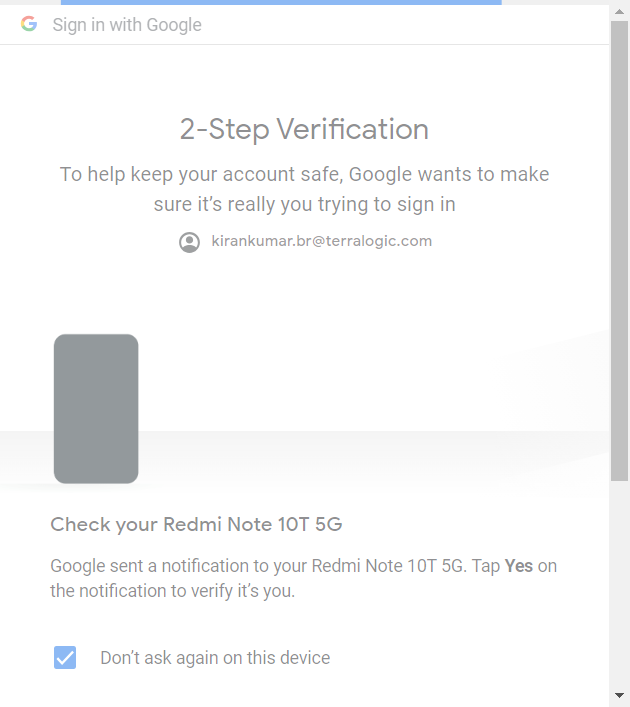 Sign in with Google
2-Step Verification
To help keep your account safe, Google wants to make
sure it’s really you trying to sign in
kirankumar.br@terralogic.com
Check your Redmi Note 10T 5G
Google sent a notification to your Redmi Note 10T 5G. Tap Yes on
the notification to verify it’s you.
Don’t ask again on this device